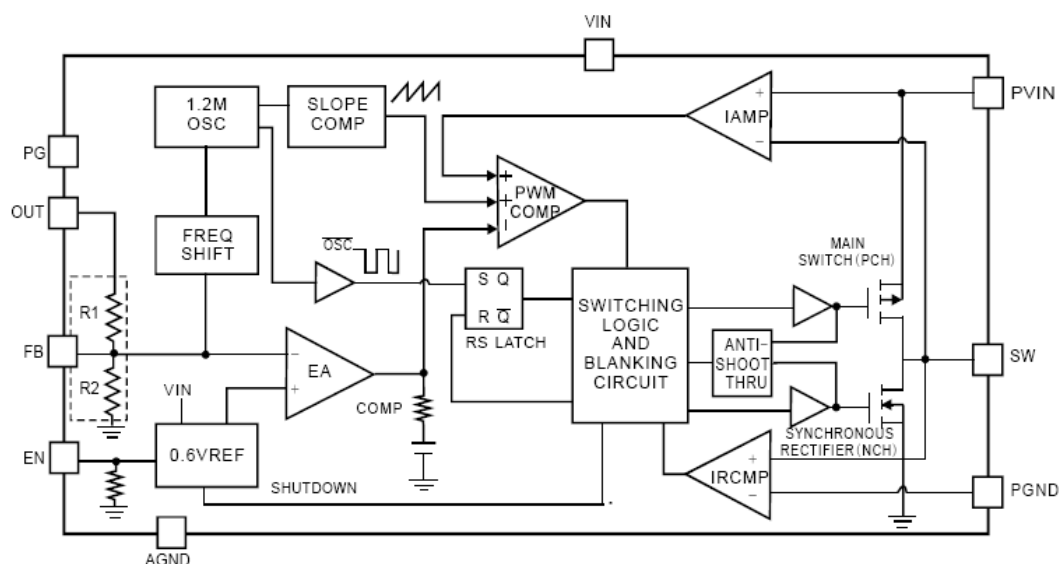 VIN
PVIN
PG
OUT
FB
EN
AGND
SW
PGND
1.2M
OSC
SLOPE
COMP
FREQ
SHIFT
IAMP
+
−
+
+
−
PWM
COMP
OSC
S Q
R Q
RS LATCH
SWITCHING
LOGIC
AND
BLANKING
CIRCUIT
MAIN
SWITCH (PCH)
ANTI-
SHOOT
THRU
SYNCHRONOUS
RECTIFIER (NCH)
R1
R2
−
+
EA
COMP
VIN
0.6VREF
SHUTDOWN
IRCMP
+
−